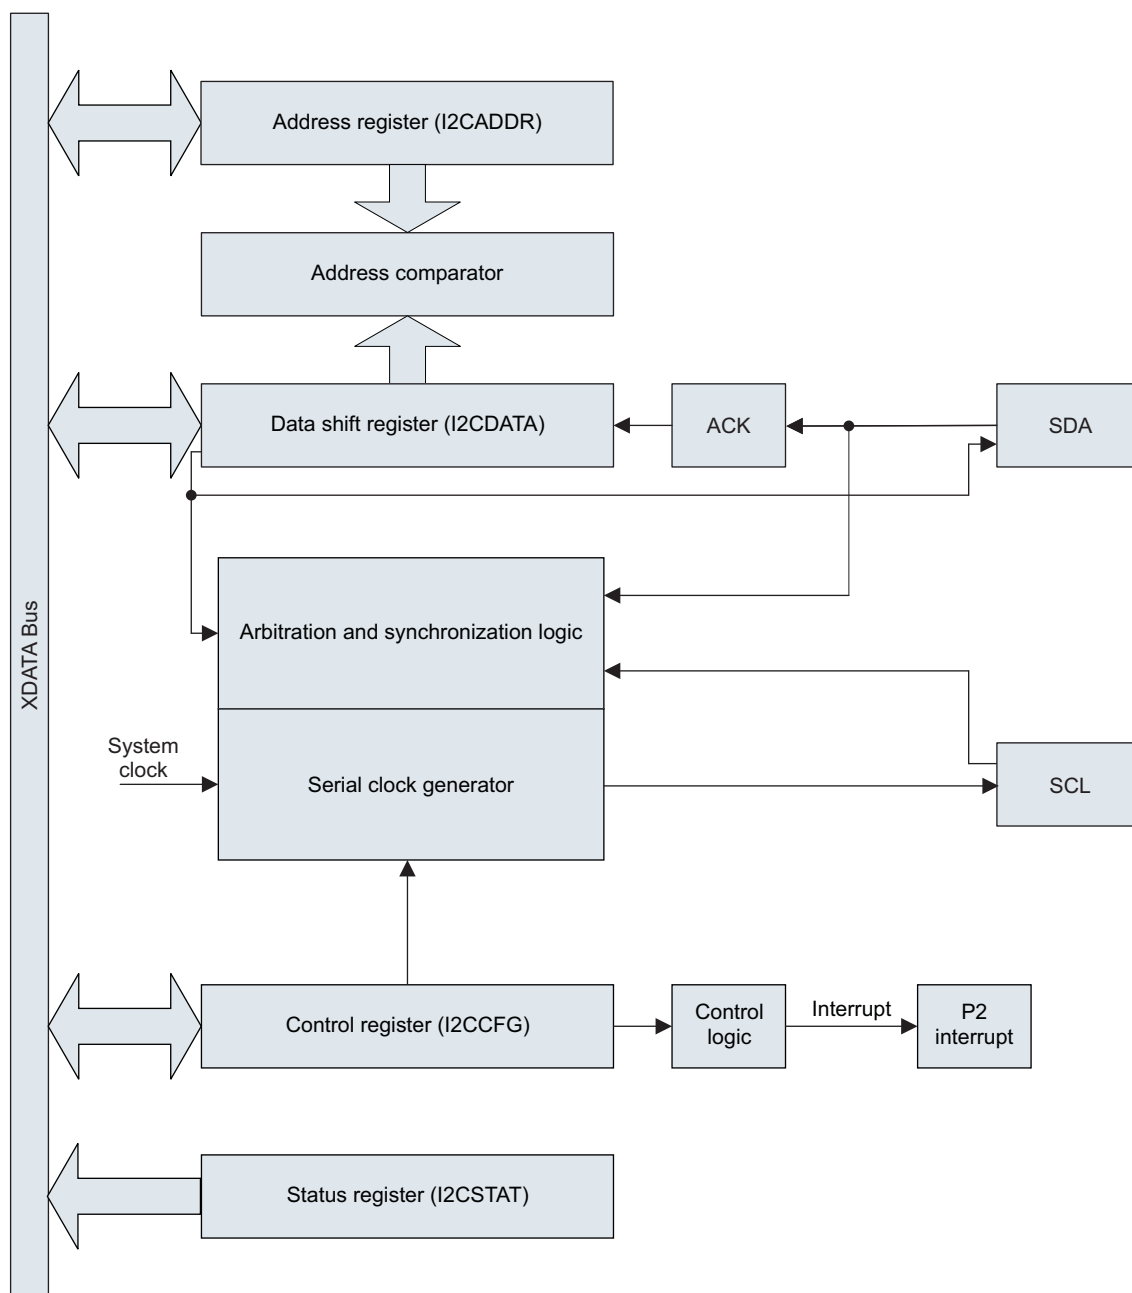 Address register (I2CADDR)
Address comparator
Data shift register (I2CDATA)
ACK
SDA
XDATA Bus
Arbitration and synchronization logic
System
clock
Serial clock generator
SCL
Control register (I2CCFG)
Control
logic
Interrupt
P2
interrupt
Status register (I2CSTAT)